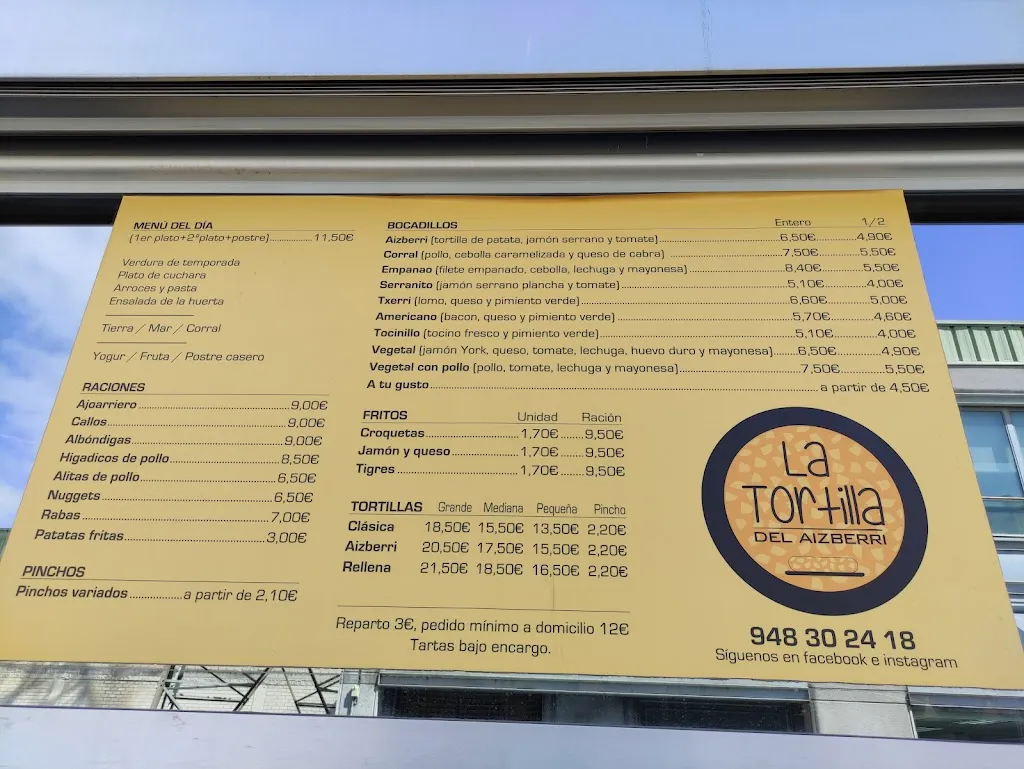 MENÚ DEL DÍA
(1er plato+2ºplato+postre)..............11,50€
Verdura de temporada
Plato de cuchara
Arroces y pasta
Ensalada de la huerta
Tierra / Mar / Corral
Yogur / Fruta / Postre casero
RACIONES
Ajoarriero..............9,00€
Callos..............9,00€
Albóndigas..............9,00€
Higadicos de pollo..............8,50€
Alitas de pollo..............6,50€
Nuggets..............6,50€
Rabas..............7,00€
Patatas fritas..............3,00€
PINCHOS
Pinchos variados..............a partir de 2,10€
BOCADILLOS Entero 1/2
Aizberri (tortilla de patata, jamón serrano y tomate)..............6,50€..............4,90€
Corral (pollo, cebolla caramelizada y queso de cabra)..............7,50€..............5,50€
Empanao (filete empanado, cebolla, lechuga y mayonesa)..............8,40€..............5,50€
Serranito (jamón serrano plancha y tomate)..............5,10€..............4,00€
Txerri (lomo, queso y pimiento verde)..............6,60€..............5,00€
Americano (bacon, queso y pimiento verde)..............5,70€..............4,60€
Tocinillo (tocino fresco y pimiento verde)..............5,10€..............4,00€
Vegetal (jamón York, queso, tomate, lechuga, huevo duro y mayonesa)......6,50€..............4,90€
Vegetal con pollo (pollo, tomate, lechuga y mayonesa)..............7,50€..............5,50€
A tu gusto..............a partir de 4,50€
FRITOS Unidad Ración
Croquetas..............1,70€......9,50€
Jamón y queso..............1,70€......9,50€
Tigres..............1,70€......9,50€
TORTILLAS Grande Mediana Pequeña Pincho
Clásica 18,50€ 15,50€ 13,50€ 2,20€
Aizberri 20,50€ 17,50€ 15,50€ 2,20€
Rellena 21,50€ 18,50€ 16,50€ 2,20€
Reparto 3€, pedido mínimo a domicilio 12€
Tartas bajo encargo.
La
Tortilla
DEL AIZBERRI
948 30 24 18
Síguenos en facebook e instagram